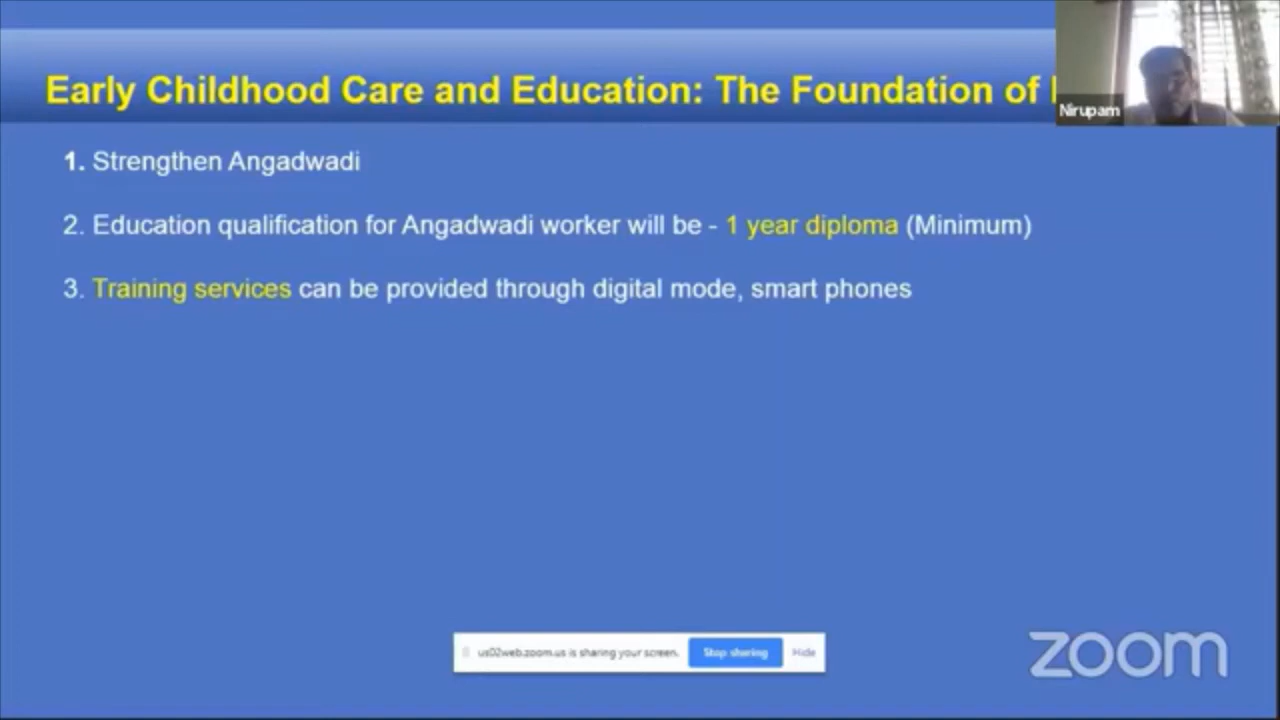 Early Childhood Care and Education: The Foundation of
Nirupam
1. Strengthen Angadwadi
2. Education qualification for Angadwadi worker will be - 1 year diploma (Minimum)
3. Training services can be provided through digital mode, smart phones
us02web.zoom.us is sharing your screen.
Stop sharing
Hide
zoom